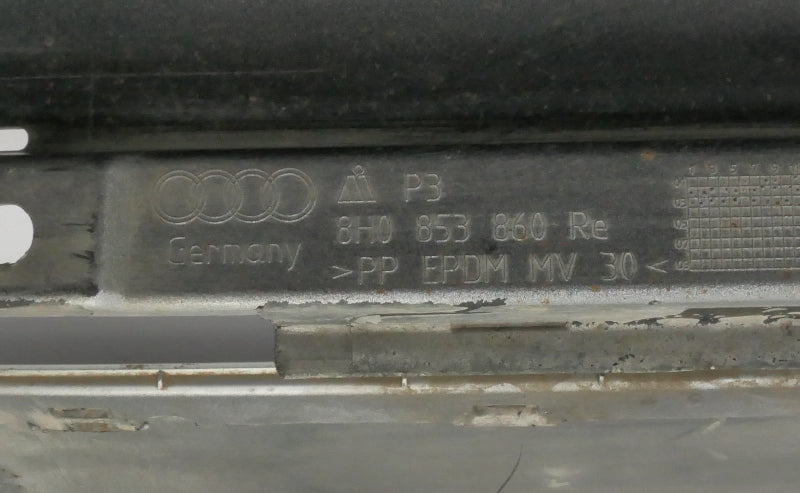 P3
8H0 853 860 Re
Germany
>PP EPDM MV 30<